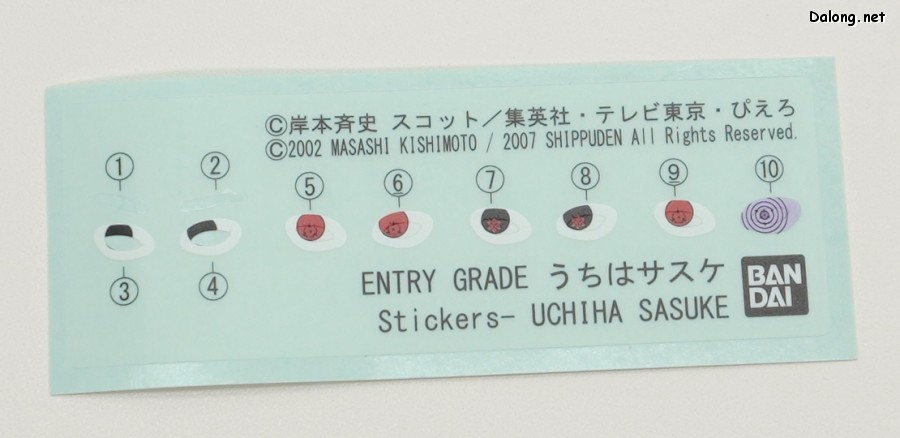 Dalong.net
Ⓒ岸本斉史 スコット／集英社・テレビ東京・ぴえろ
Ⓒ2002 MASASHI KISHIMOTO / 2007 SHIPPUDEN All Rights Reserved.
① ② ⑤ ⑥ ⑦ ⑧ ⑨ ⑩
③ ④
ENTRY GRADE うちはサスケ
Stickers- UCHIHA SASUKE
BAN
DAI